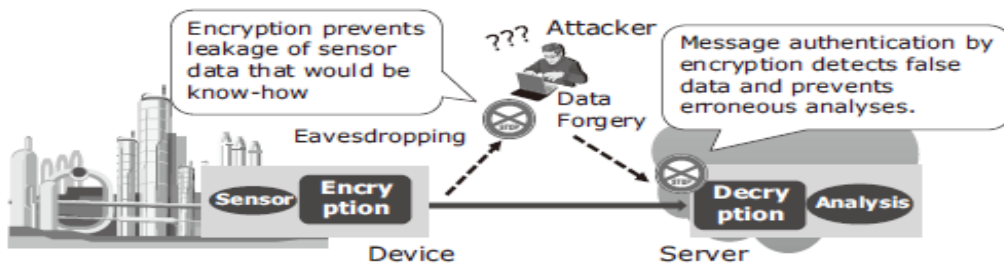 Encryption prevents
leakage of sensor
data that would be
know-how
???
Attacker
Message authentication by
encryption detects false
data and prevents
erroneous analyses.
Eavesdropping
STOP
Data
Forgery
STOP
Sensor
Encry
ption
Decry
ption
Analysis
Device
Server